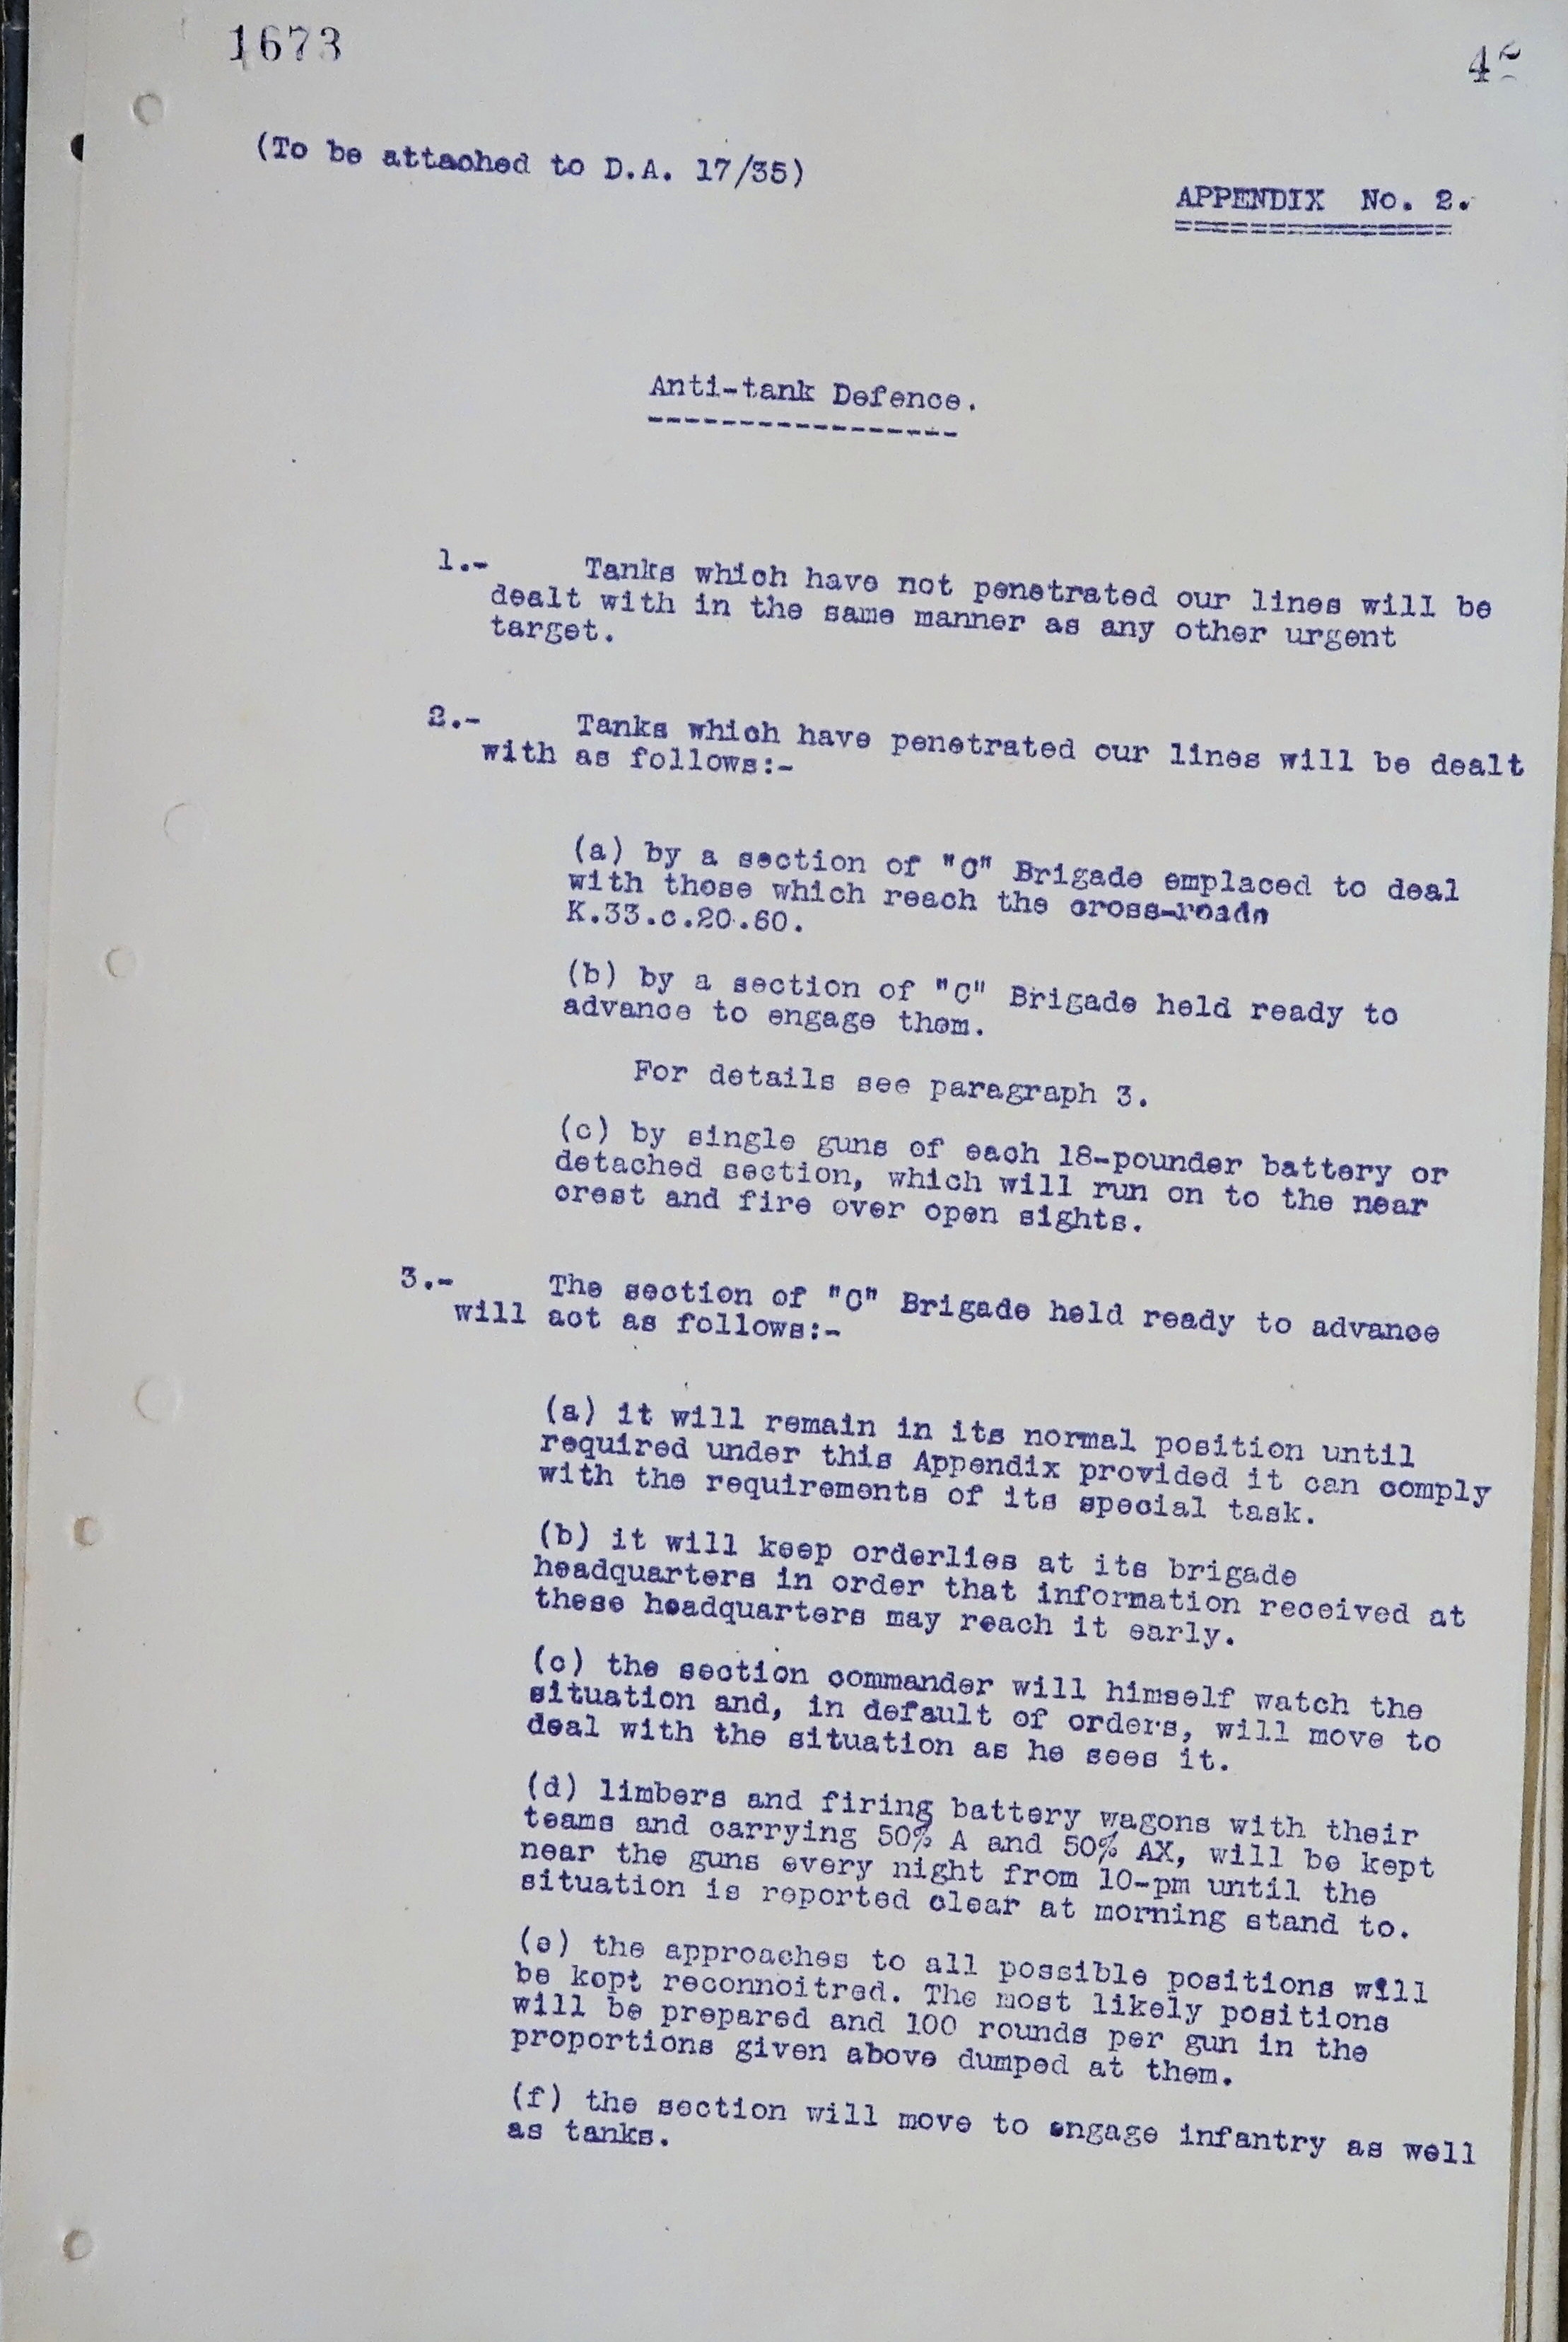 1673
(To be attached to D.A. 17/35)
APPENDIX No. 2.
Anti-tank Defence.
1.- Tanks which have not penetrated our lines will be
dealt with in the same manner as any other urgent
target.
2.- Tanks which have penetrated our lines will be dealt
with as follows:-
(a) by a section of "C" Brigade emplaced to deal
with those which reach the cross-roads
K.33.c.20.60.
(b) by a section of "C" Brigade held ready to
advance to engage them.
For details see paragraph 3.
(c) by single guns of each 18-pounder battery or
detached section, which will run on to the near
crest and fire over open sights.
3.- The section of "C" Brigade held ready to advance
will act as follows:-
(a) it will remain in its normal position until
required under this Appendix provided it can comply
with the requirements of its special task.
(b) it will keep orderlies at its brigade
headquarters in order that information received at
these headquarters may reach it early.
(c) the section commander will himself watch the
situation and, in default of orders, will move to
deal with the situation as he sees it.
(d) limbers and firing battery wagons with their
teams and carrying 50% A and 50% AX, will be kept
near the guns every night from 10-pm until the
situation is reported clear at morning stand to.
(e) the approaches to all possible positions will
be kept reconnoitred. The most likely positions
will be prepared and 100 rounds per gun in the
proportions given above dumped at them.
(f) the section will move to engage infantry as well
as tanks.